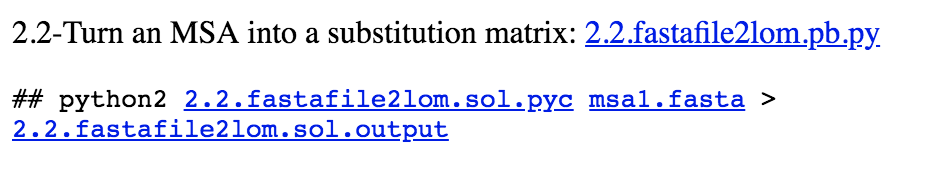 2.2-Turn an MSA into a substitution matrix: 2.2.fastafile2lom.pb.py
## python2 2.2.fastafile2lom.sol.pyc msa1.fasta >
2.2.fastafile2lom.sol.output